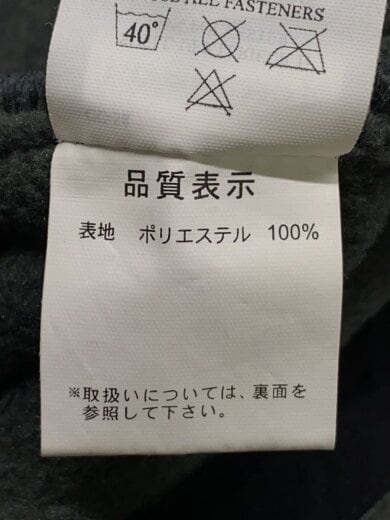 ALL FASTENERS
40°
品質表示
表地 ポリエステル 100%
※取扱いについては、裏面を
参照して下さい。